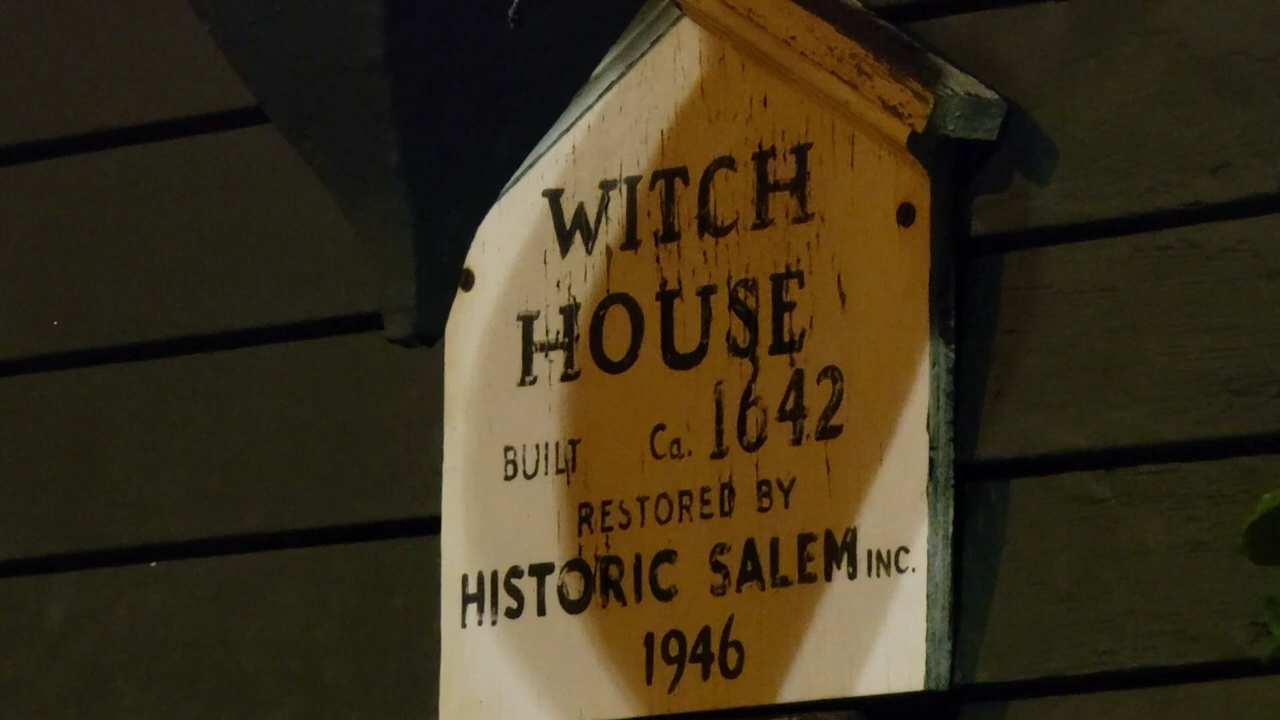 WITCH
HOUSE
BUILT Ca. 1642
RESTORED BY
HISTORIC SALEM INC.
1946